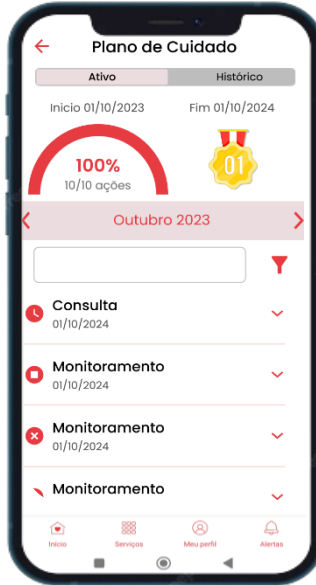 Plano de Cuidado
Ativo Histórico
Inicio 01/10/2023 Fim 01/10/2024
100%
10/10 ações
01
Outubro 2023
Consulta
01/10/2024
Monitoramento
01/10/2024
Monitoramento
01/10/2024
Monitoramento
Início Serviços Meu perfil Alertas